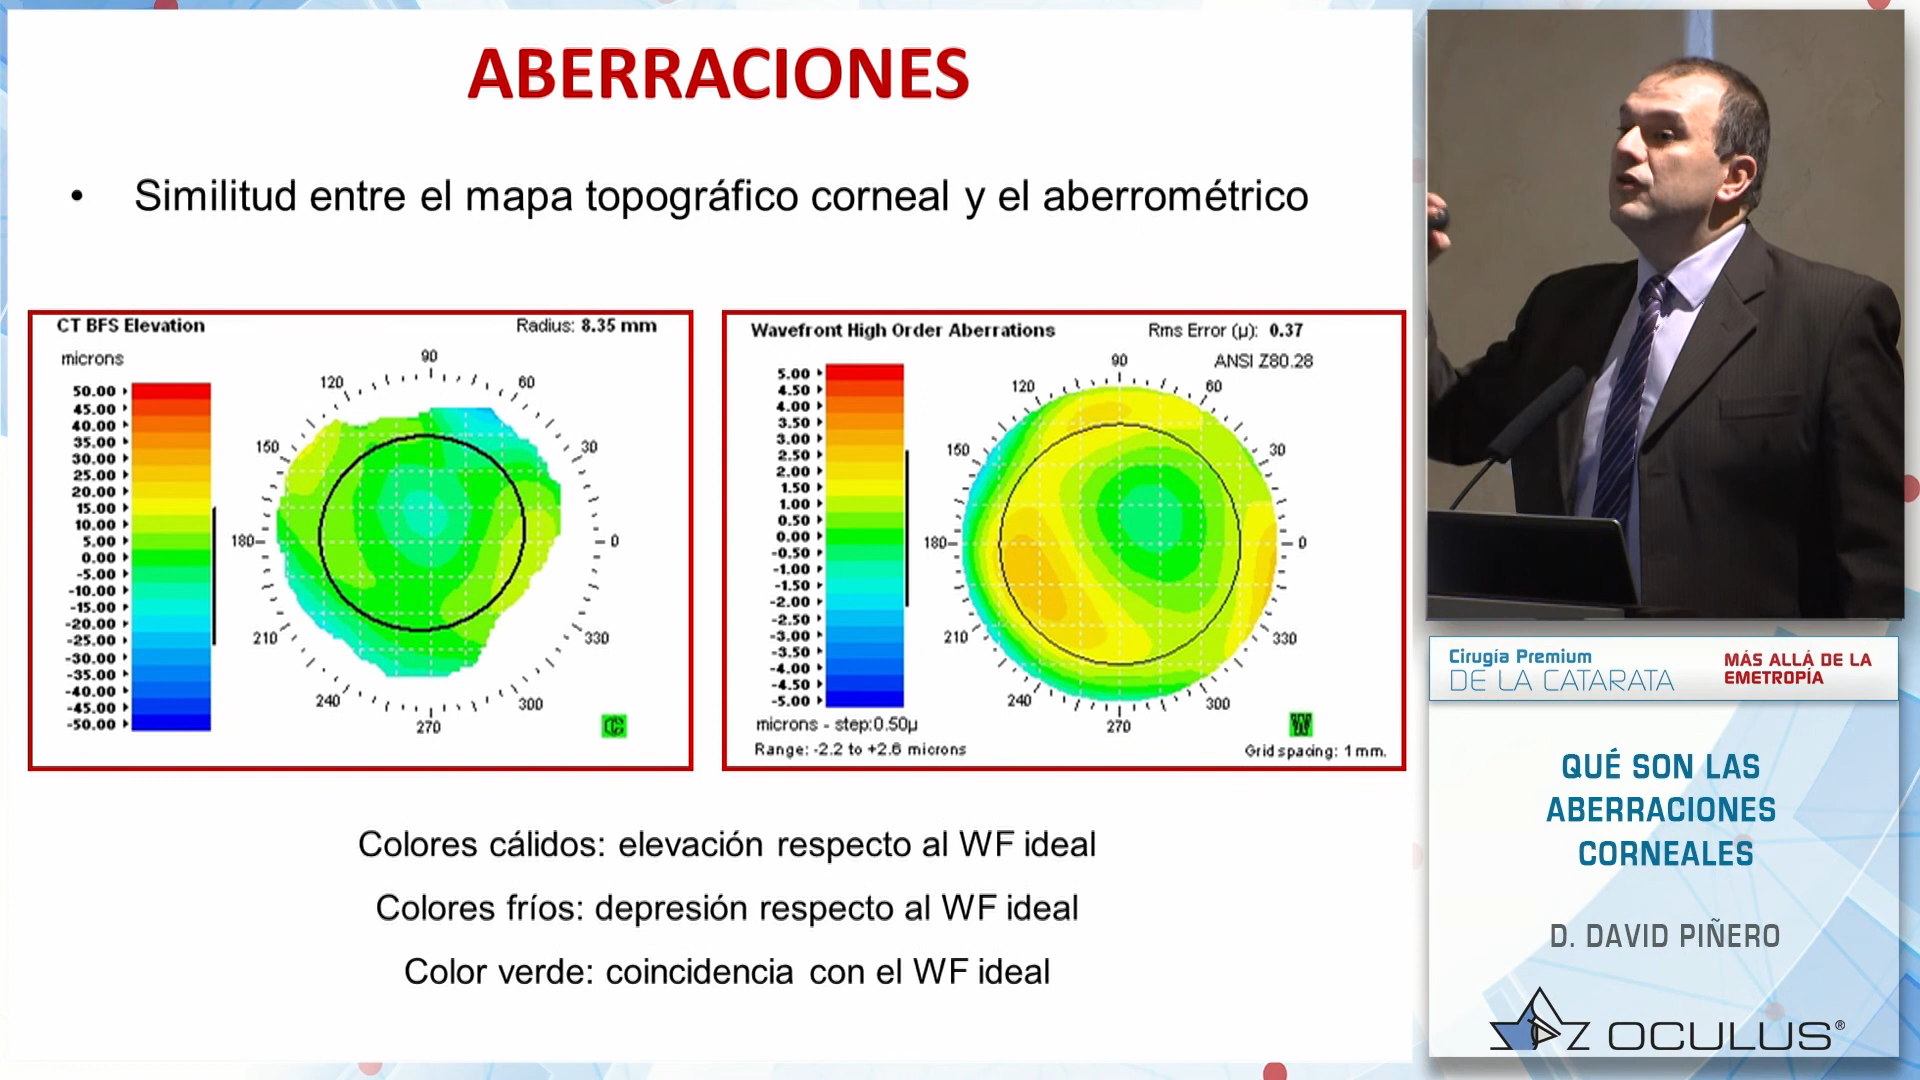 ABERRACIONES
• Similitud entre el mapa topográfico corneal y el aberrométrico
CT BFS Elevation
Radius: 8.35 mm
microns
50.00
45.00
40.00
35.00
30.00
25.00
20.00
15.00
10.00
5.00
0.00
-5.00
-10.00
-15.00
-20.00
-25.00
-30.00
-35.00
-40.00
-45.00
-50.00
90
120
60
150
30
180
0
210
330
240
300
270
Wavefront High Order Aberrations
Rms Error (µ): 0.37
ANSI Z80.28
5.00
4.50
4.00
3.50
3.00
2.50
2.00
1.50
1.00
0.50
0.00
-0.50
-1.00
-1.50
-2.00
-2.50
-3.00
-3.50
-4.00
-4.50
-5.00
90
120
60
150
30
180
0
210
330
240
300
270
microns - step:0.50µ
Range: -2.2 to +2.6 microns
W
Grid spacing: 1 mm.
Colores cálidos: elevación respecto al WF ideal
Colores fríos: depresión respecto al WF ideal
Color verde: coincidencia con el WF ideal
Cirugía Premium
DE LA CATARATA
MÁS ALLÁ DE LA
EMETROPÍA
QUÉ SON LAS
ABERRACIONES
CORNEALES
D. DAVID PIÑERO
OCULUS®